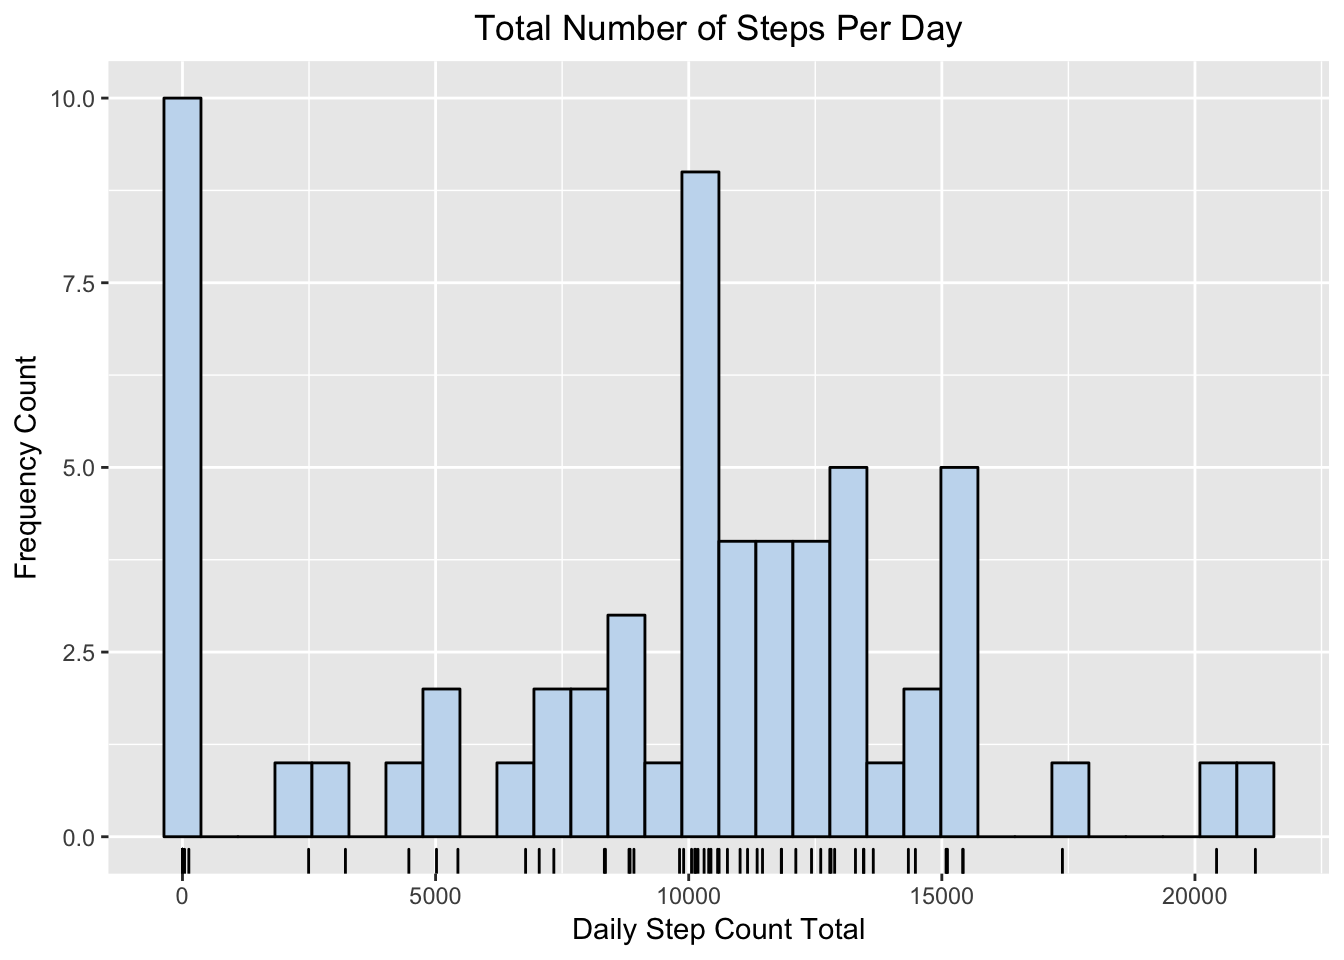 Total Number of Steps Per Day
10.0
7.5
5.0
2.5
0.0
Frequency Count
0 5000 10000 15000 20000
Daily Step Count Total